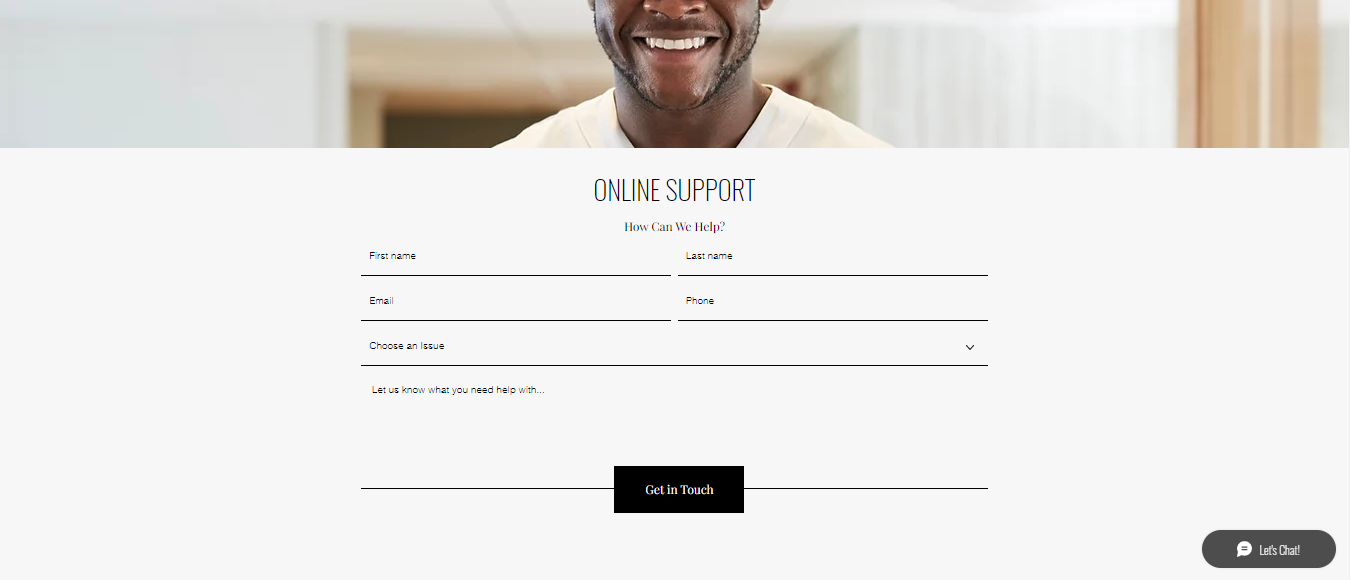 ONLINE SUPPORT
How Can We Help?
First name
Last name
Email
Phone
Choose an Issue
Let us know what you need help with...
Get in Touch
Let's Chat!